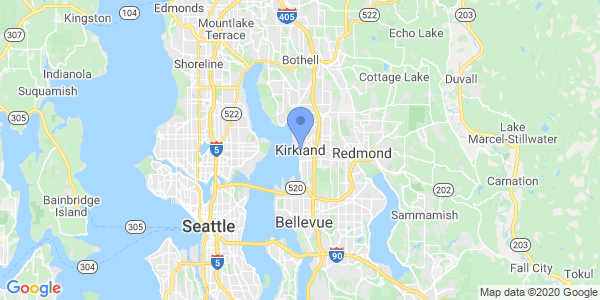 Kingston
104
Edmonds
Mountlake
Terrace
405
522
203
Echo Lake
307
Bothell
Indianola
Shoreline
Cottage Lake
Duvall
Suquamish
305
522
Lake
Marcel-Stillwater
5
Kirkland
Redmond
Carnation
520
202
Bainbridge
Island
305
Seattle
Bellevue
Sammamish
203
90
304
5
Fall City
Tokul
Google
Map data ©2020 Google